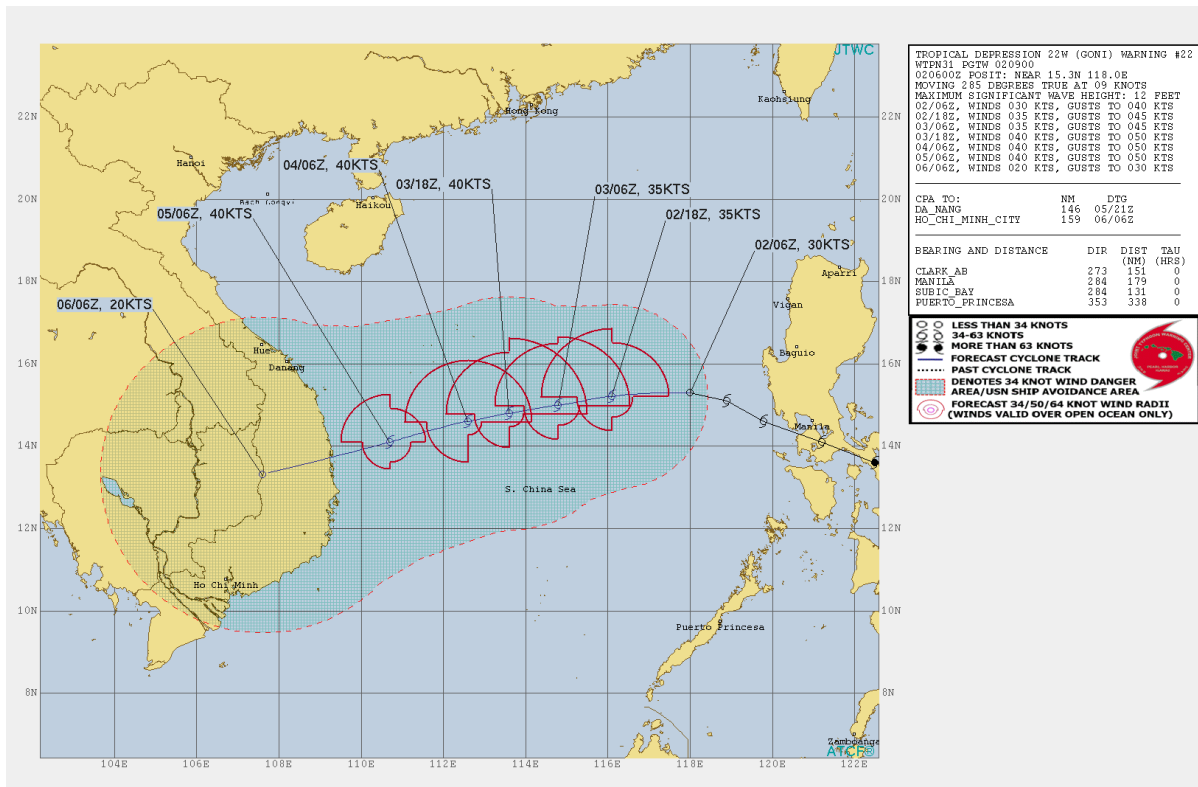 JTWC
Kaohsiung
Hong Kong
22N
22N
Hanoi
04/06Z, 40KTS
03/18Z, 40KTS
03/06Z, 35KTS
20N
20N
Haikou
05/06Z, 40KTS
02/18Z, 35KTS
02/06Z, 30KTS
Aparri
18N
18N
06/06Z, 20KTS
Vigan
Hue
Baguio
16N
16N
Danang
Manila
14N
14N
S. China Sea
12N
12N
Ho Chi Minh
10N
10N
Puerto Princesa
8N
8N
Zamboanga
ATCF®
104E 106E 108E 110E 112E 114E 116E 118E 120E 122E
TROPICAL DEPRESSION 22W (GONI) WARNING #22
WTPN31 PGTW 020900
020600Z POSIT: NEAR 15.3N 118.0E
MOVING 285 DEGREES TRUE AT 09 KNOTS
MAXIMUM SIGNIFICANT WAVE HEIGHT: 12 FEET
02/06Z, WINDS 030 KTS, GUSTS TO 040 KTS
02/18Z, WINDS 035 KTS, GUSTS TO 045 KTS
03/06Z, WINDS 035 KTS, GUSTS TO 045 KTS
03/18Z, WINDS 040 KTS, GUSTS TO 050 KTS
04/06Z, WINDS 040 KTS, GUSTS TO 050 KTS
05/06Z, WINDS 040 KTS, GUSTS TO 050 KTS
06/06Z, WINDS 020 KTS, GUSTS TO 030 KTS
CPA TO: NM DTG
DA_NANG 146 05/21Z
HO_CHI_MINH_CITY 159 06/06Z
BEARING AND DISTANCE DIR DIST TAU
(NM) (HRS)
CLARK_AB 273 151 0
MANILA 284 179 0
SUBIC_BAY 284 131 0
PUERTO_PRINCESA 353 338 0
LESS THAN 34 KNOTS
34-63 KNOTS
MORE THAN 63 KNOTS
FORECAST CYCLONE TRACK
PAST CYCLONE TRACK
DENOTES 34 KNOT WIND DANGER
AREA/USN SHIP AVOIDANCE AREA
FORECAST 34/50/64 KNOT WIND RADII
(WINDS VALID OVER OPEN OCEAN ONLY)